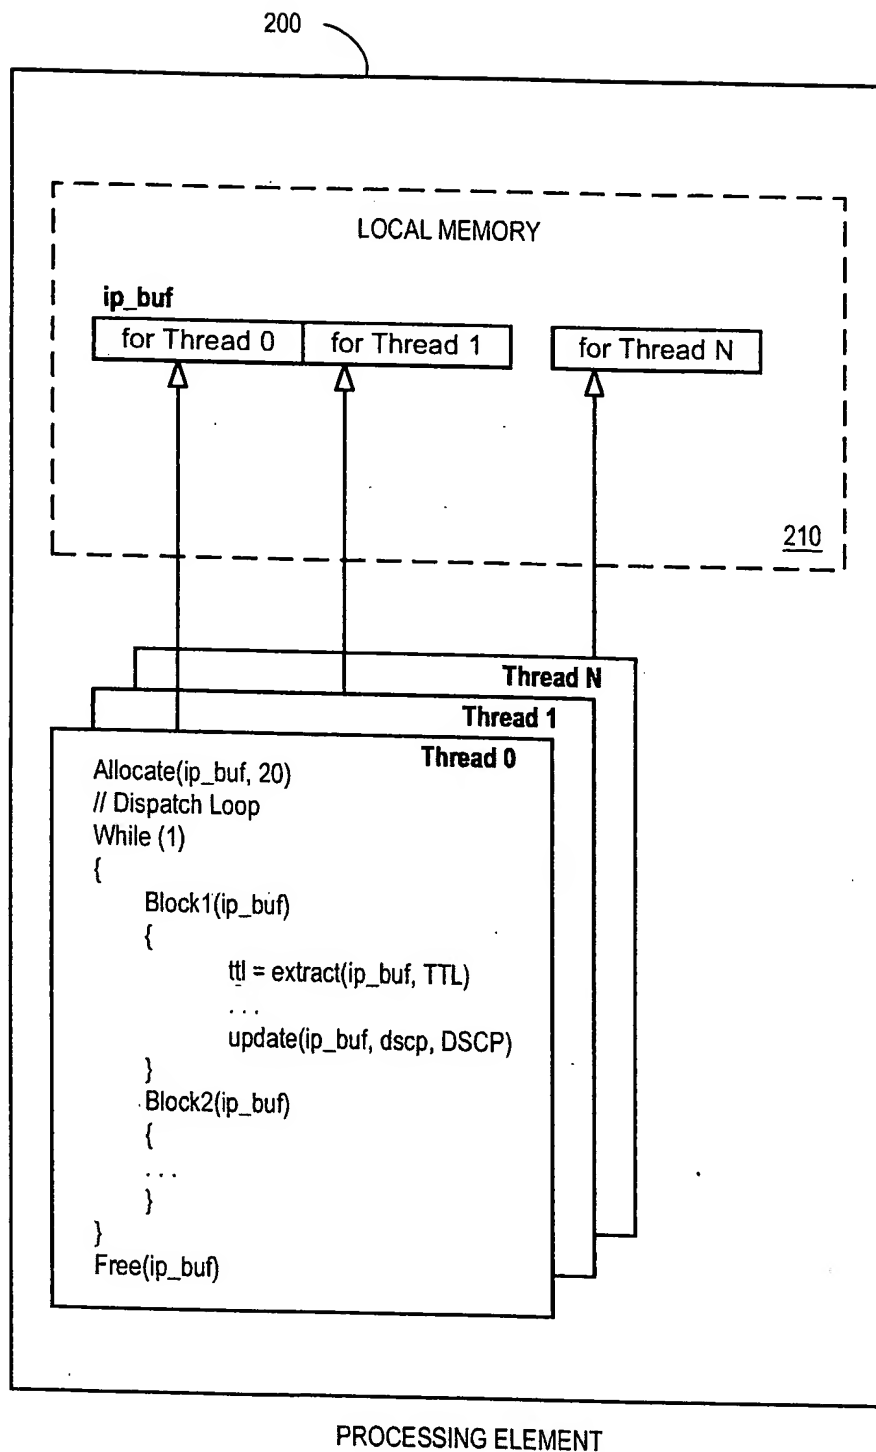 200
LOCAL MEMORY
ip_buf
for Thread 0 for Thread 1 for Thread N
210
Thread N
Thread 1
Thread 0
Allocate(ip_buf, 20)
// Dispatch Loop
While (1)
{
Block1(ip_buf)
{
ttl = extract(ip_buf, TTL)
...
update(ip_buf, dscp, DSCP)
}
Block2(ip_buf)
{
...
}
}
Free(ip_buf)
PROCESSING ELEMENT